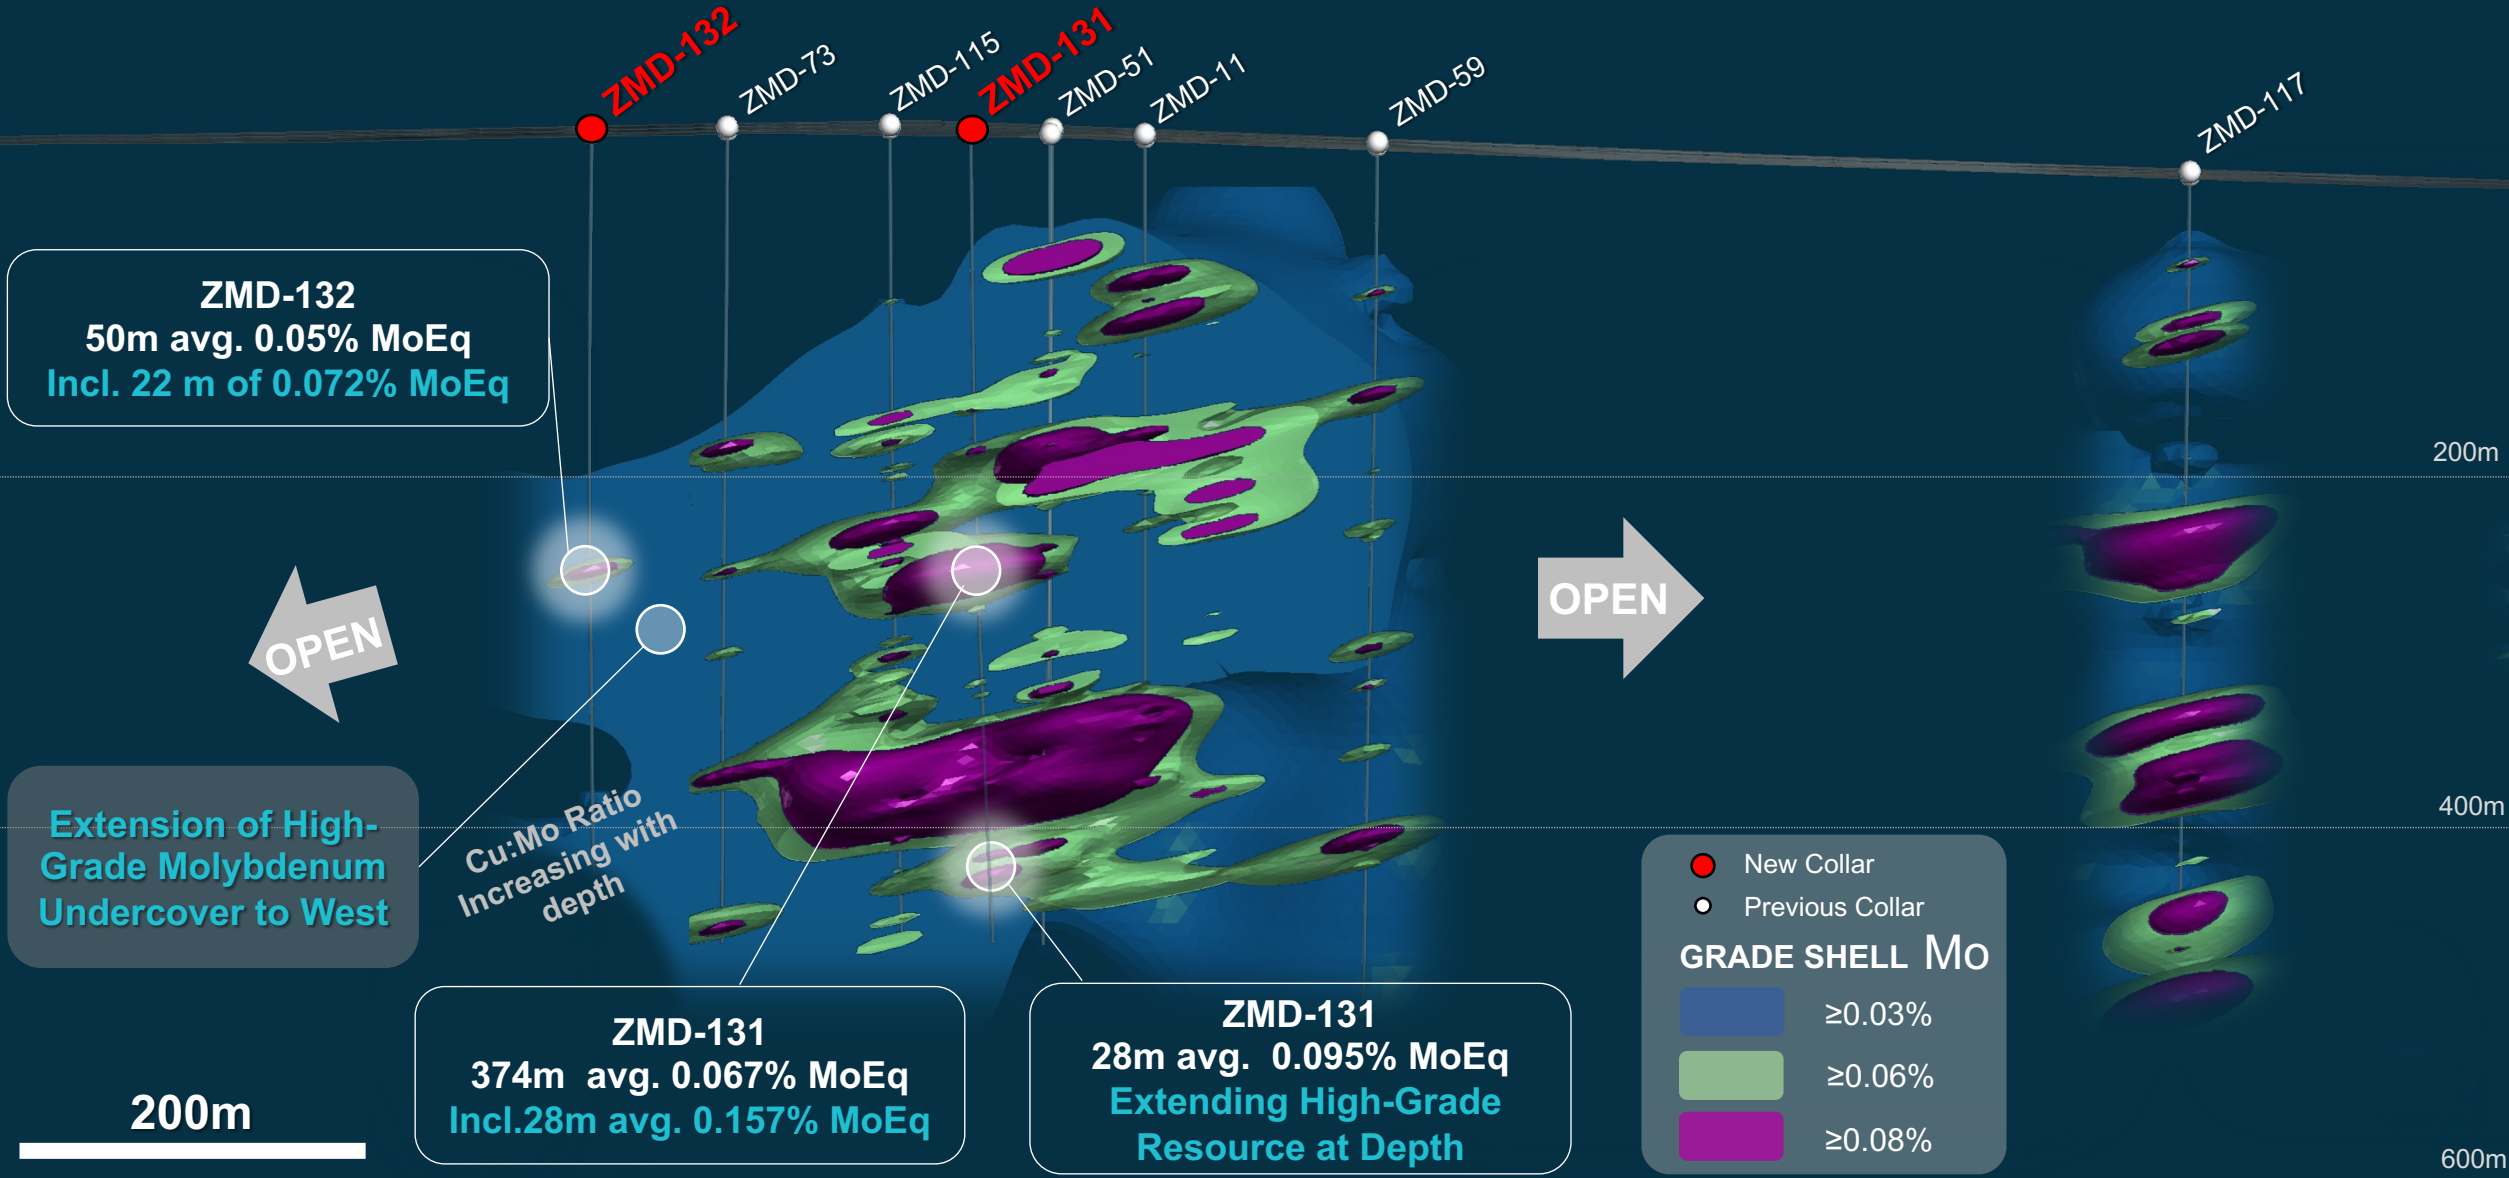 ZMD-132
ZMD-73
ZMD-115
ZMD-131
ZMD-51
ZMD-11
ZMD-59
ZMD-117
ZMD-132
50m avg. 0.05% MoEq
Incl. 22 m of 0.072% MoEq
200m
OPEN
OPEN
Extension of High-
Grade Molybdenum
Undercover to West
Cu:Mo Ratio
Increasing with
depth
400m
New Collar
Previous Collar
GRADE SHELL Mo
≥0.03%
≥0.06%
≥0.08%
ZMD-131
374m avg. 0.067% MoEq
Incl.28m avg. 0.157% MoEq
ZMD-131
28m avg. 0.095% MoEq
Extending High-Grade
Resource at Depth
200m
600m